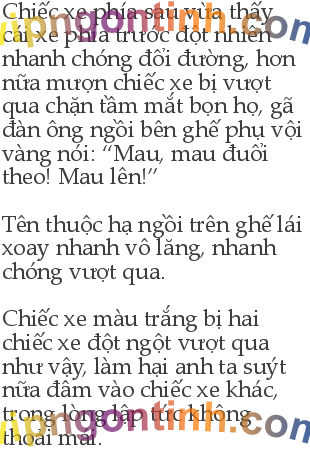 Chiếc xe phía sau vừa thấy
cái xe phía trước đột nhiên
nhanh chóng đổi đường, hơn
nữa mượn chiếc xe bị vượt
qua chặn tầm mắt bọn họ, gã
đàn ông ngồi bên ghế phụ vội
vàng nói: “Mau, mau đuổi
theo! Mau lên!”
Tên thuộc hạ ngồi trên ghế lái
xoay nhanh vô lăng, nhanh
chóng vượt qua.
Chiếc xe màu trắng bị hai
chiếc xe đột ngột vượt qua
như vậy, làm hại anh ta suýt
nữa đâm vào chiếc xe khác,
trong lòng lập tức không
thoải mái.
vipngontinh.com
vipngontinh.com